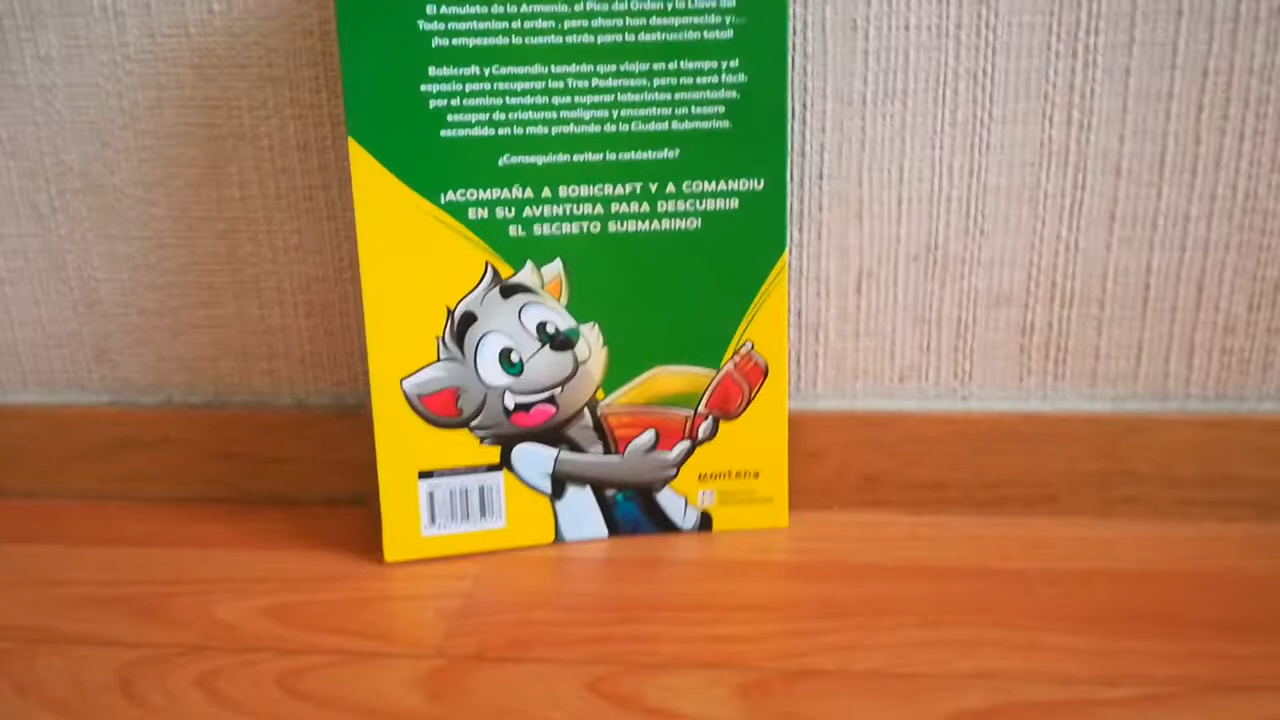 El Amuleto de la Armonía, el Pico del Orden y la Llave del
Todo mantenían el orden, pero ahora han desaparecido y...
¡ha empezado la cuenta atrás para la destrucción total!
Bobicraft y Comandiu tendrán que viajar en el tiempo y el
espacio para recuperar los Tres Poderosos, pero no será fácil:
por el camino tendrán que superar laberintos encantados,
escapar de criaturas malignas y encontrar un tesoro
escondido en lo más profundo de la Ciudad Submarina.
¿Conseguirán evitar la catástrofe?
¡ACOMPAÑA A BOBICRAFT Y A COMANDIU
EN SU AVENTURA PARA DESCUBRIR
EL SECRETO SUBMARINO!
montena